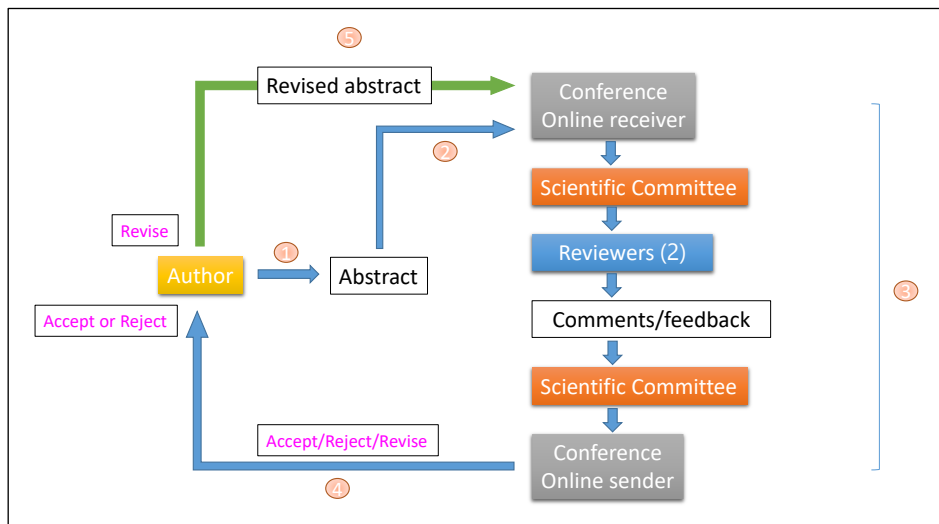 5
Revised abstract
Conference
Online receiver
2
Scientific Committee
Revise
1
Reviewers (2)
Author
Abstract
3
Accept or Reject
Comments/feedback
Scientific Committee
Accept/Reject/Revise
Conference
Online sender
4